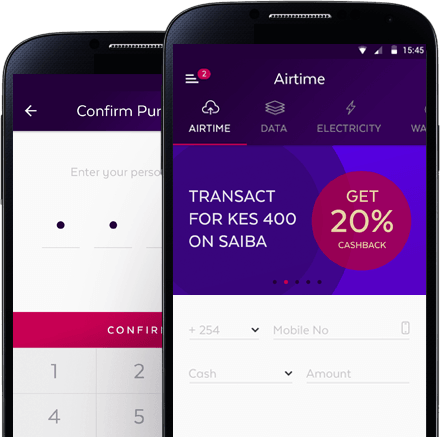 Confirm Pur
Enter your perso
CONFIR
1 2
4 5
15:45
2
Airtime
AIRTIME DATA ELECTRICITY WA
TRANSACT
FOR KES 400
ON SAIBA
GET
20%
CASHBACK
+ 254 Mobile No
Cash Amount